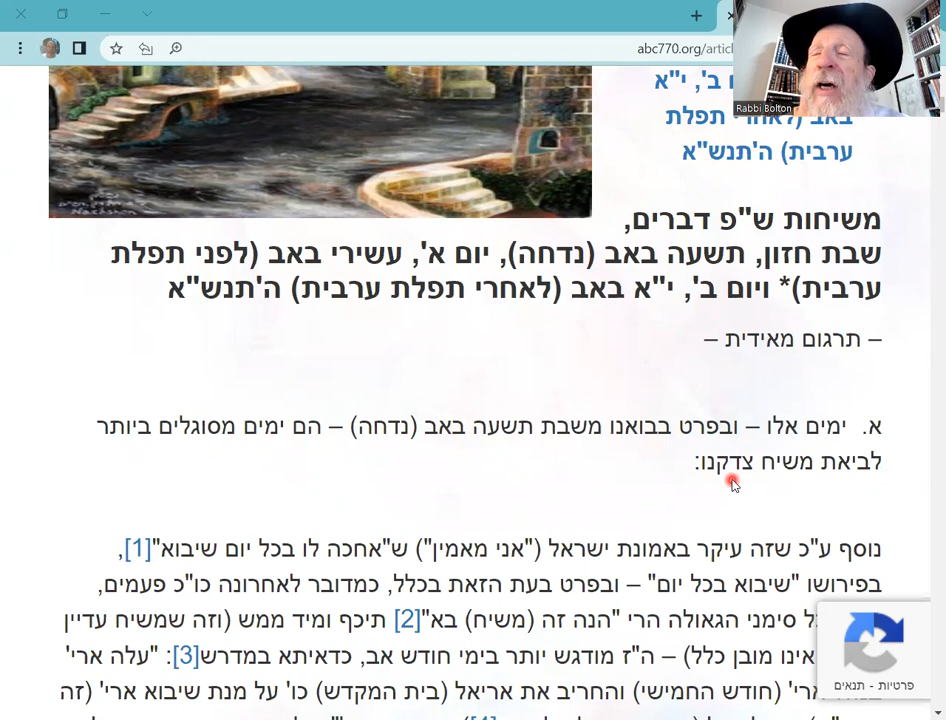 abc770.org/artic
Rabbi Bolton
ם ב', י"א
באב (לאחרי תפלת
ערבית) ה'תנש"א
משיחות ש"פ דברים,
שבת חזון, תשעה באב (נדחה), יום א', עשירי באב (לפני תפלת
ערבית)* ויום ב', י"א באב (לאחרי תפלת ערבית) ה'תנש"א
– תרגום מאידית –
א. ימים אלו – ובפרט בבואנו משבת תשעה באב (נדחה) – הם ימים מסוגלים ביותר
לביאת משיח צדקנו:
נוסף ע"כ שזה עיקר באמונת ישראל ("אני מאמין") ש"אחכה לו בכל יום שיבוא"[1],
בפירושו "שיבוא בכל יום" – ובפרט בעת הזאת בכלל, כמדובר לאחרונה כו"כ פעמים,
ל סימני הגאולה הרי "הנה זה (משיח) בא"[2] תיכף ומיד ממש (וזה שמשיח עדיין
אינו מובן כלל) – ה"ז מודגש יותר בימי חודש אב, כדאיתא במדרש[3]: "עלה ארי'
ארי' (חודש החמישי) והחריב את אריאל (בית המקדש) כו' על מנת שיבוא ארי' (זה
פרטיות - תנאים